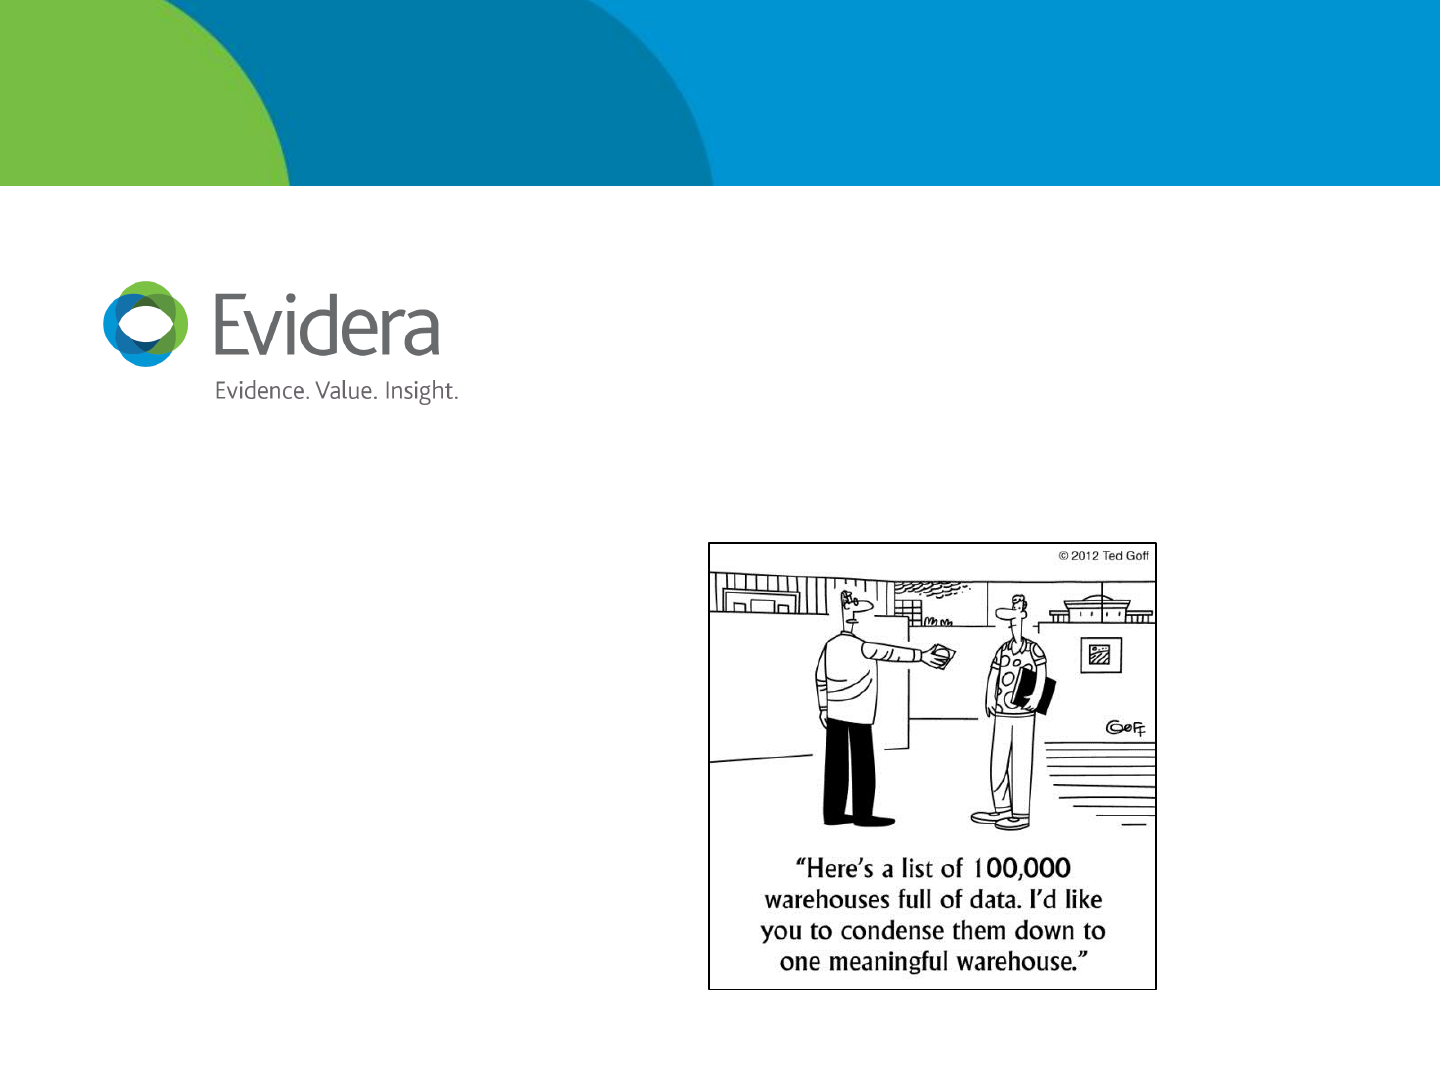 Evidera
Evidence. Value. Insight.
© 2012 Ted Goff
GOFF
“Here’s a list of 100,000
warehouses full of data. I’d like
you to condense them down to
one meaningful warehouse.”